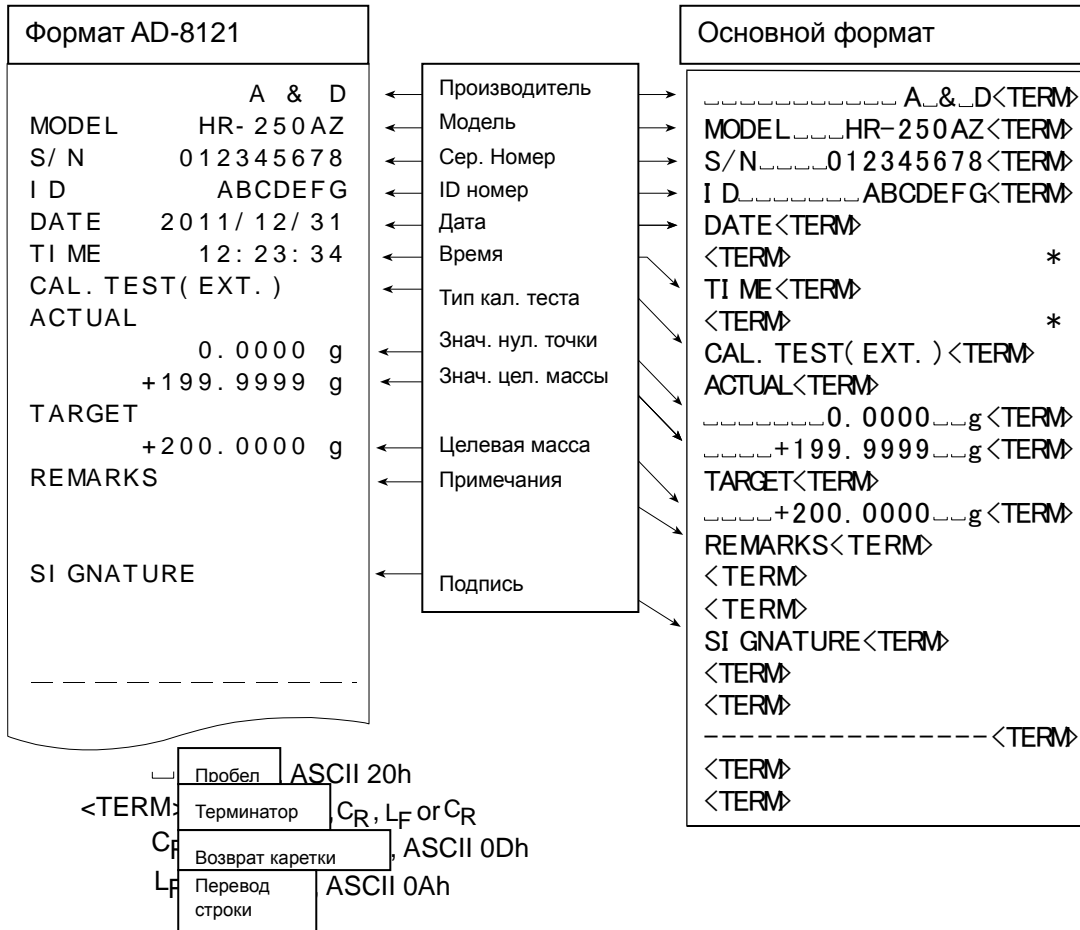 Формат AD-8121
A & D
MODEL HR-250AZ
S/N 012345678
ID ABCDEFG
DATE 2011/12/31
TIME 12:23:34
CAL.TEST(EXT.)
ACTUAL
0.0000 g
+199.9999 g
TARGET
+200.0000 g
REMARKS
SIGNATURE
Производитель
Модель
Сер. Номер
ID номер
Дата
Время
Тип кал. теста
Знач. нул. точки
Знач. цел. массы
Целевая масса
Примечания
Подпись
Основной формат
␣␣␣␣␣␣␣␣␣␣␣A␣&␣D<TERM>
MODEL␣␣␣HR-250AZ<TERM>
S/N␣␣␣␣012345678<TERM>
ID␣␣␣␣␣␣␣ABCDEFG<TERM>
DATE<TERM>
<TERM> *
TIME<TERM>
<TERM> *
CAL.TEST(EXT.)<TERM>
ACTUAL<TERM>
␣␣␣␣␣␣␣0.0000␣␣g<TERM>
␣␣␣␣+199.9999␣␣g<TERM>
TARGET<TERM>
␣␣␣␣+200.0000␣␣g<TERM>
REMARKS<TERM>
<TERM>
<TERM>
SIGNATURE<TERM>
<TERM>
<TERM>
----------------<TERM>
<TERM>
<TERM>
␣ Пробел, ASCII 20h
<TERM> Терминатор, CR, LF or CR
CR Возврат каретки, ASCII 0Dh
LF Перевод строки, ASCII 0Ah